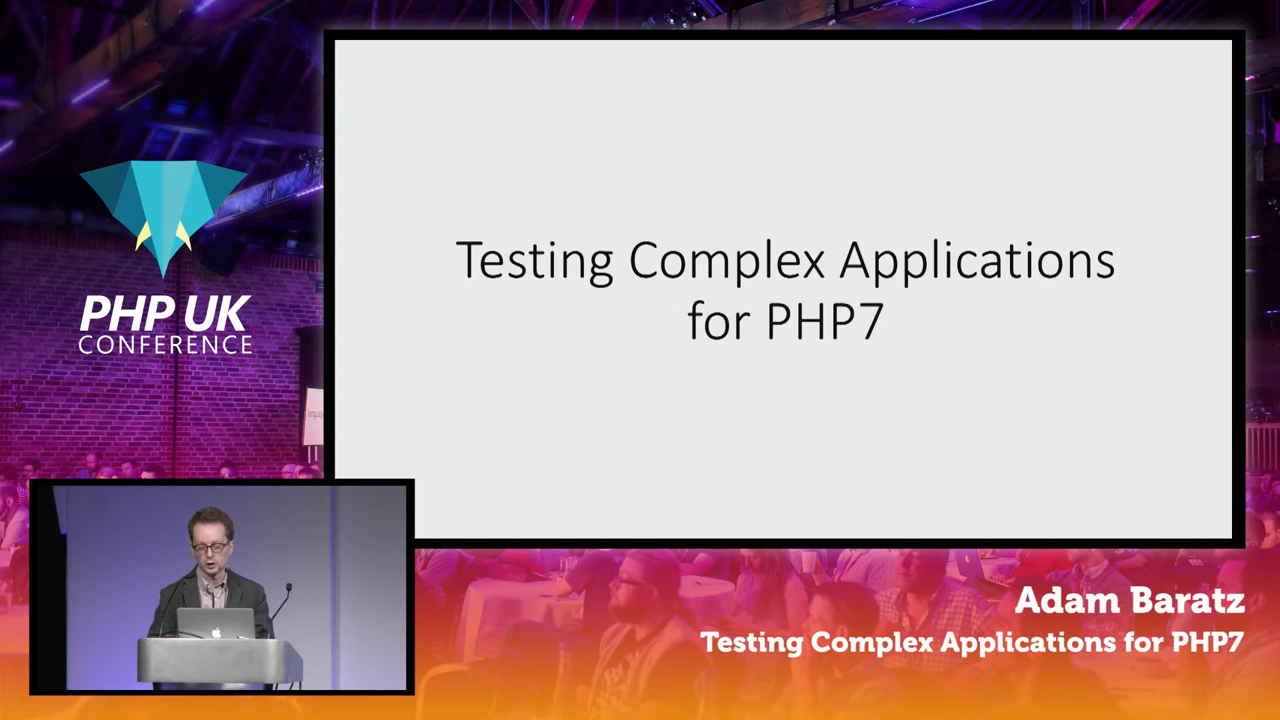 Testing Complex Applications
for PHP7
PHP UK
CONFERENCE
Adam Baratz
Testing Complex Applications for PHP7